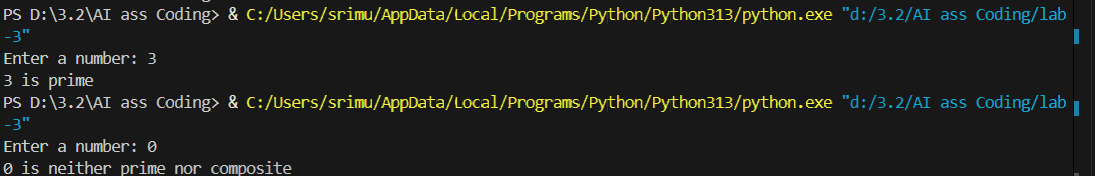 PS D:\3.2\AI ass Coding> & C:/Users/srimu/AppData/Local/Programs/Python/Python313/python.exe "d:/3.2/AI ass Coding/lab
-3"
Enter a number: 3
3 is prime
PS D:\3.2\AI ass Coding> & C:/Users/srimu/AppData/Local/Programs/Python/Python313/python.exe "d:/3.2/AI ass Coding/lab
-3"
Enter a number: 0
0 is neither prime nor composite